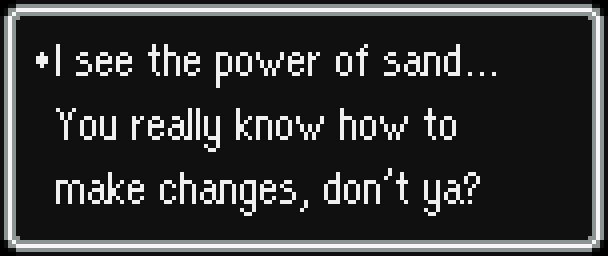 •I see the power of sand...
You really know how to
make changes, don't ya?